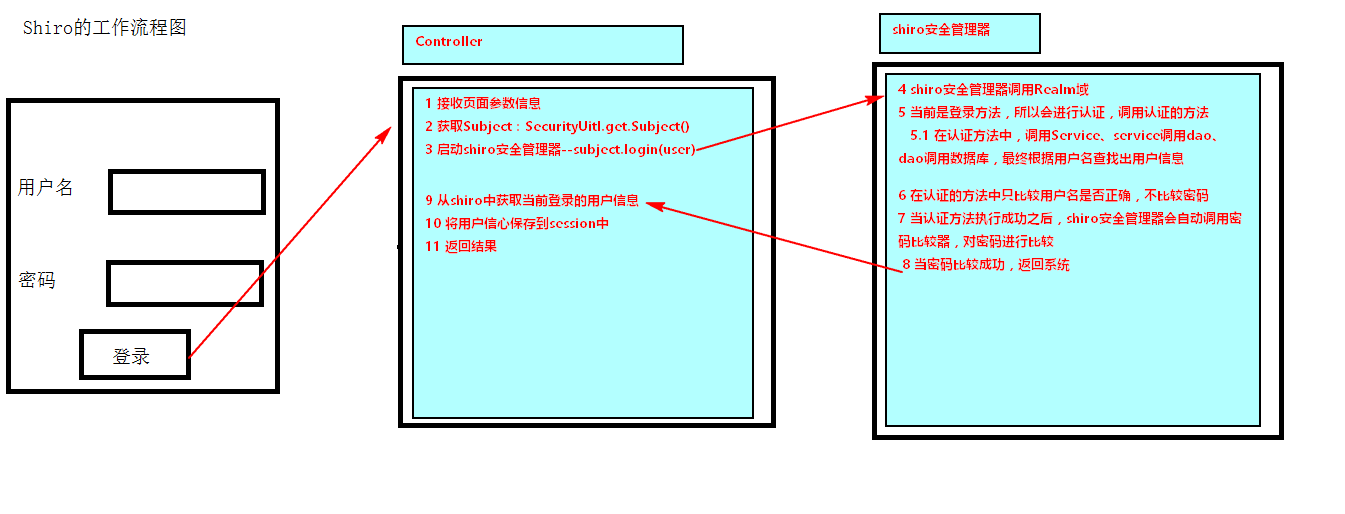 Shiro的工作流程图
用户名
密码
登录
Controller
1 接收页面参数信息
2 获取Subject：SecurityUitl.get.Subject()
3 启动shiro安全管理器--subject.login(user)
9 从shiro中获取当前登录的用户信息
10 将用户信心保存到session中
11 返回结果
shiro安全管理器
4 shiro安全管理器调用Realm域
5 当前是登录方法，所以会进行认证，调用认证的方法
5.1 在认证方法中，调用Service、service调用dao、
dao调用数据库，最终根据用户名查找出用户信息
6 在认证的方法中只比较用户名是否正确，不比较密码
7 当认证方法执行成功之后，shiro安全管理器会自动调用密
码比较器，对密码进行比较
8 当密码比较成功，返回系统